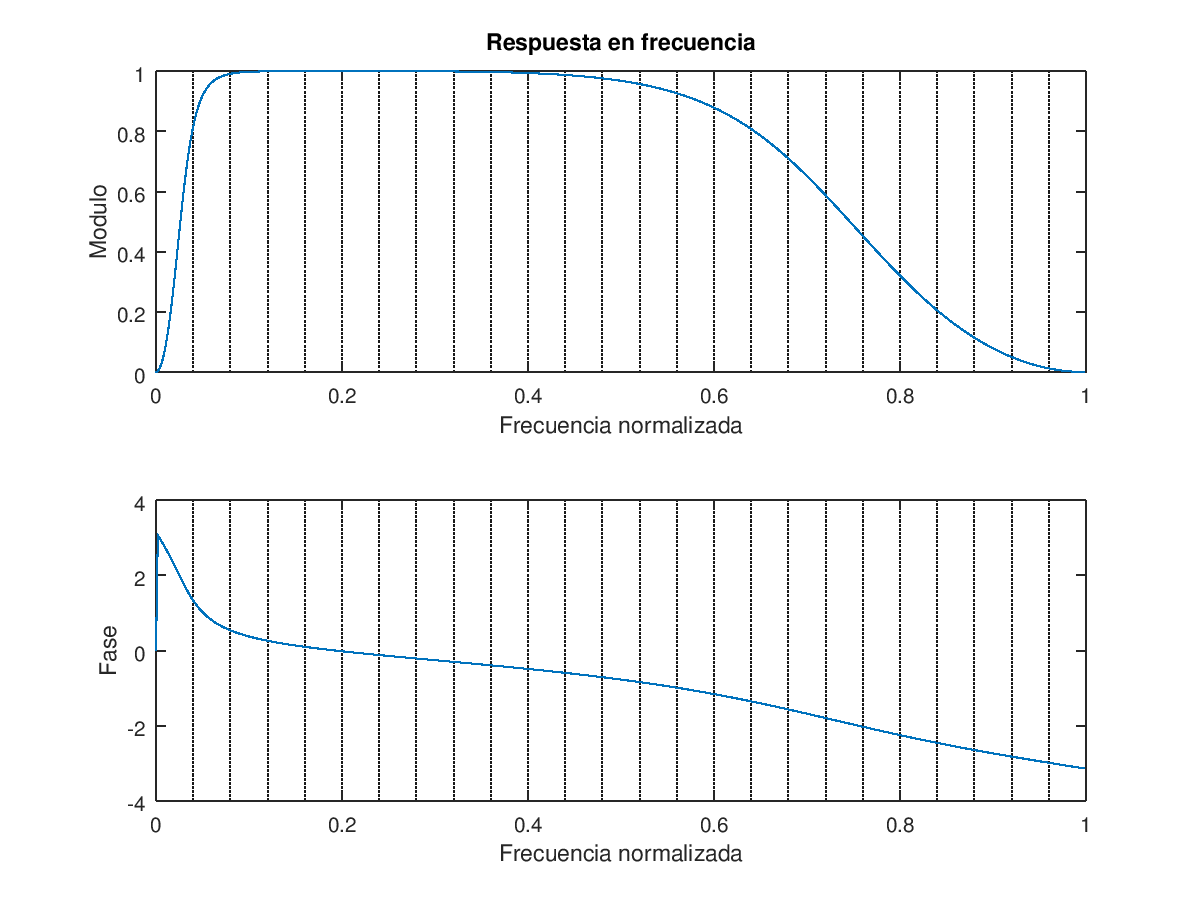 Respuesta en frecuencia
1
0.8
0.6
0.4
0.2
0
Modulo
0 0.2 0.4 0.6 0.8 1
Frecuencia normalizada
4
2
0
-2
-4
Fase
0 0.2 0.4 0.6 0.8 1
Frecuencia normalizada